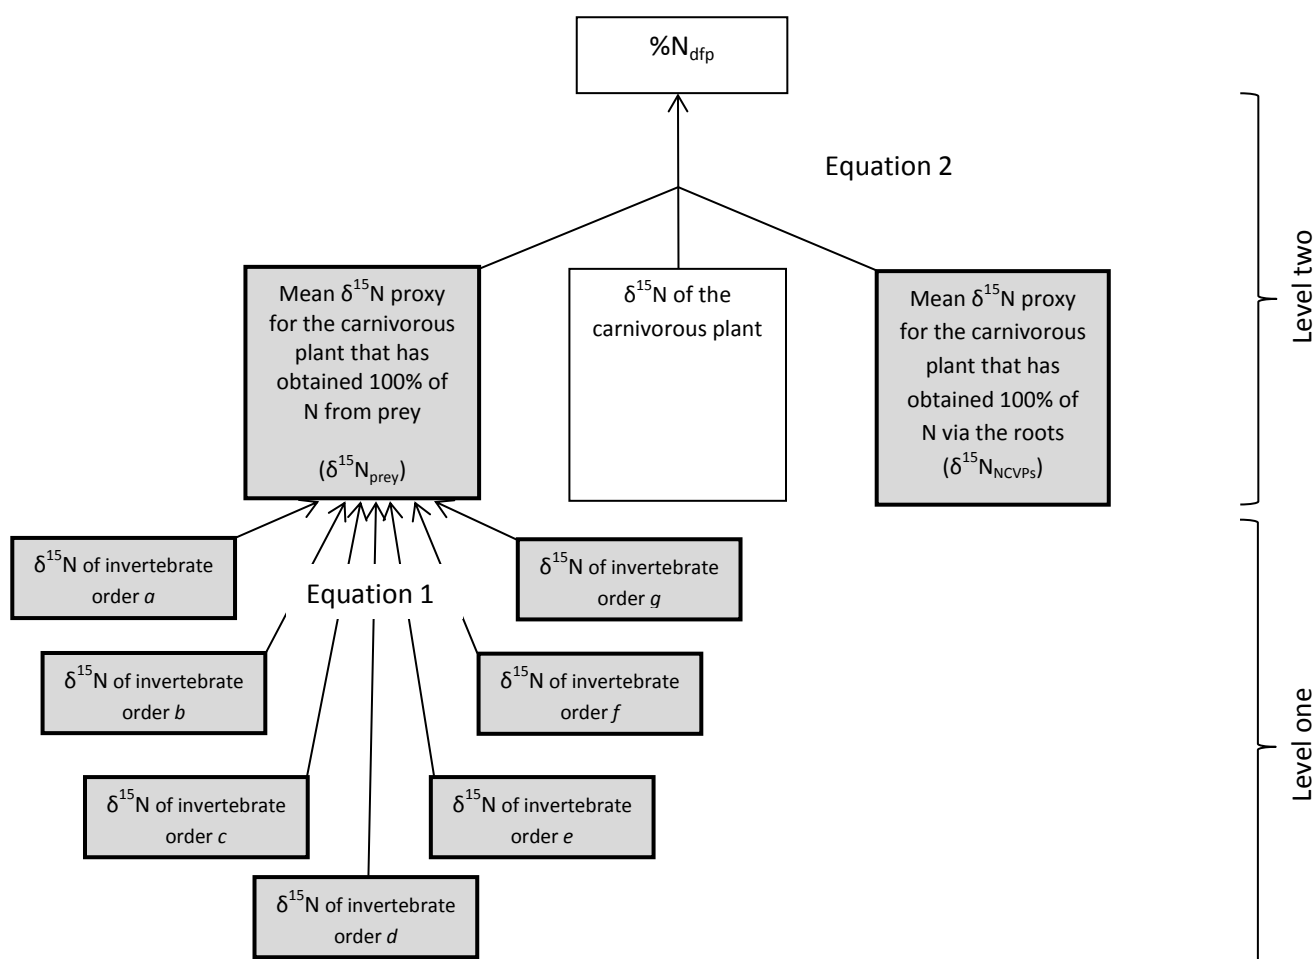 %Ndfp
Equation 2
Level two
Mean δ15N proxy
for the carnivorous
plant that has
obtained 100% of
N from prey
(δ15Nprey)
δ15N of the
carnivorous plant
Mean δ15N proxy
for the carnivorous
plant that has
obtained 100% of
N via the roots
(δ15NNCVPs)
δ15N of invertebrate
order a
Equation 1
δ15N of invertebrate
order g
Level one
δ15N of invertebrate
order b
δ15N of invertebrate
order f
δ15N of invertebrate
order c
δ15N of invertebrate
order e
δ15N of invertebrate
order d